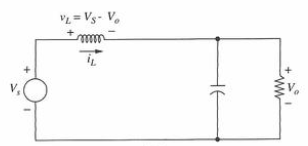 v_L = V_S - V_o
+ −
i_L
+
V_s
−
+
V_o
−